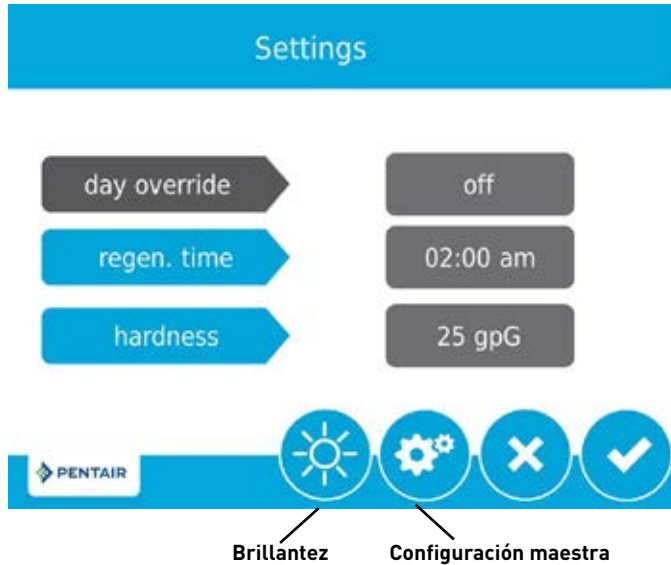 Settings
day override
off
regen. time
02:00 am
hardness
25 gpG
PENTAIR
Brillantez
Configuración maestra